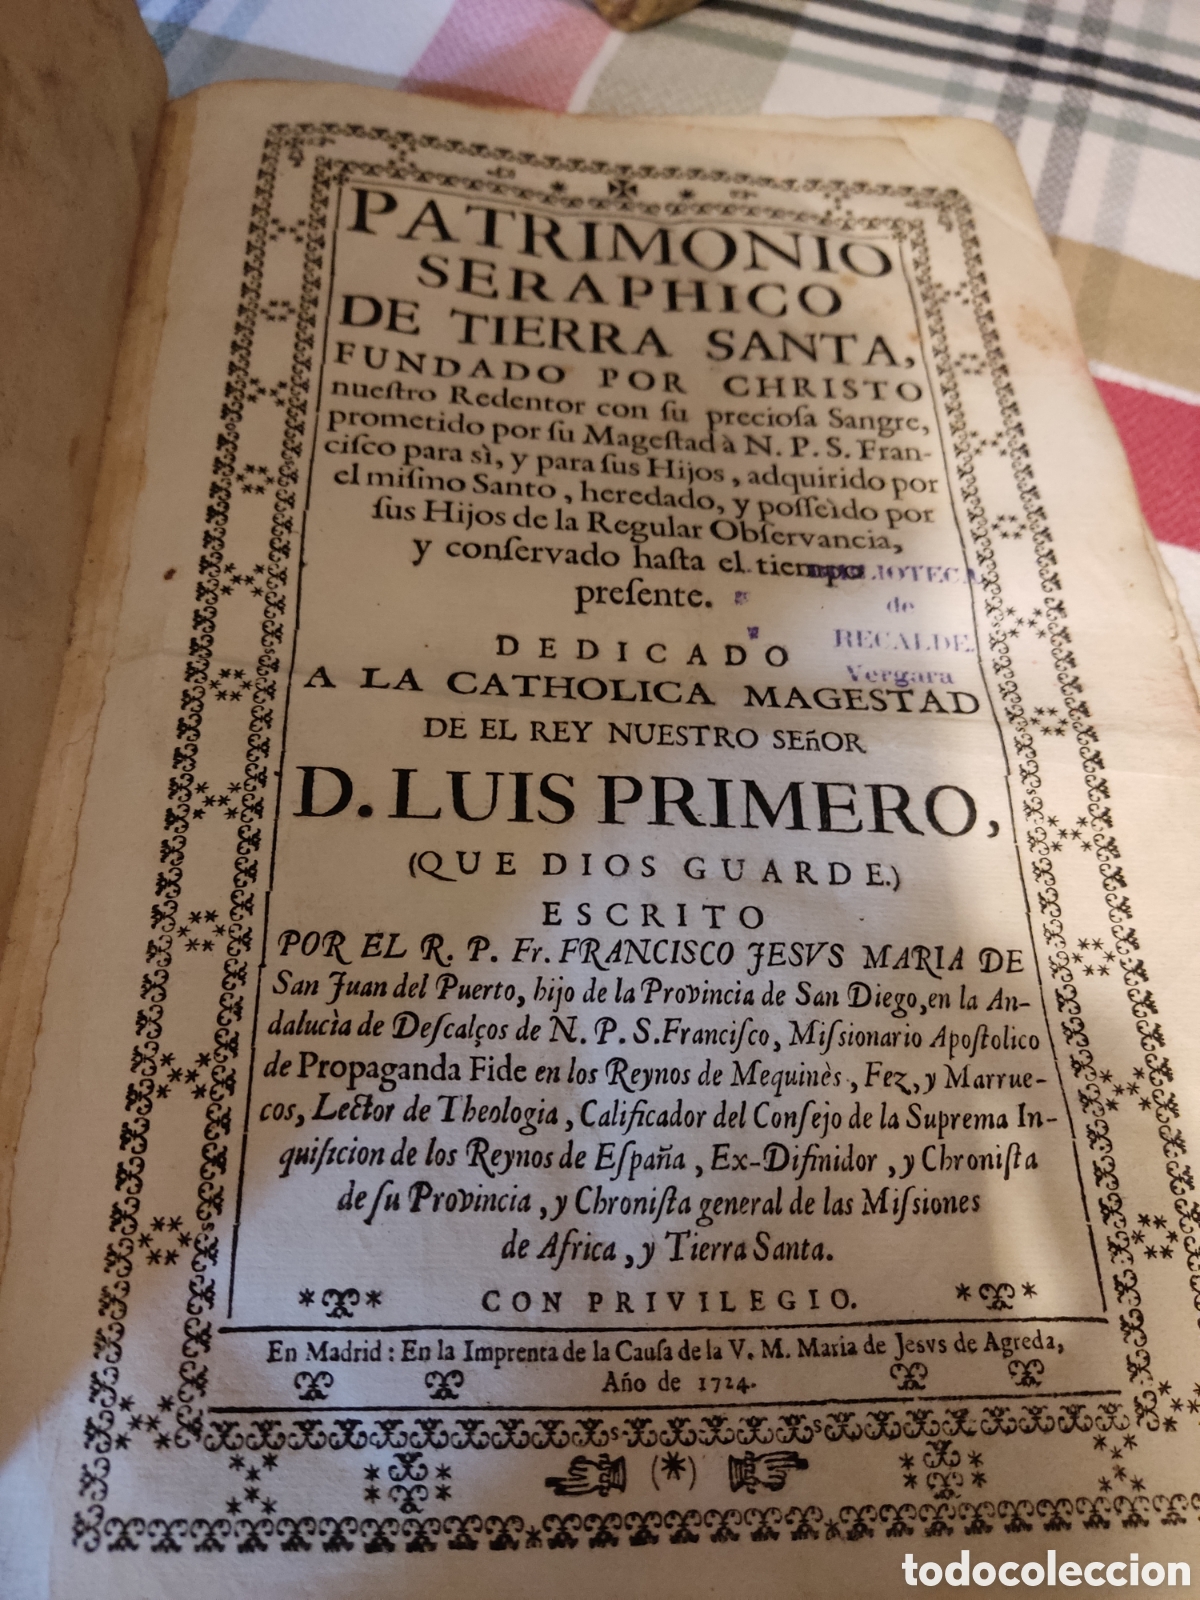 PATRIMONIO
SERAPHICO
DE TIERRA SANTA,
FUNDADO POR CHRISTO
nueſtro Redentor con ſu precioſa Sangre,
prometido por ſu Mageſtad à N. P. S. Fran-
ciſco para sì, y para ſus Hijos, adquirido por
el miſmo Santo, heredado, y poſſeìdo por
ſus Hijos de la Regular Obſervancia,
y conſervado haſta el tiempo
preſente.
BIBLIOTECA
de
RECALDE.
Vergara
DEDICADO
A LA CATHOLICA MAGESTAD
DE EL REY NUESTRO SEñOR
D. LUIS PRIMERO,
(QUE DIOS GUARDE.)
ESCRITO
POR EL R. P. Fr. FRANCISCO JESVS MARIA DE
San Juan del Puerto, hijo de la Provincia de San Diego, en la An-
dalucìa de Deſcalços de N. P. S. Franciſco, Miſsionario Apoſtolico
de Propaganda Fide en los Reynos de Mequinès, Fez, y Marrue-
cos, Lector de Theologia, Calificador del Conſejo de la Suprema In-
quiſicion de los Reynos de Eſpaña, Ex-Difinidor, y Chroniſta
de ſu Provincia, y Chroniſta general de las Miſsiones
de Africa, y Tierra Santa.
CON PRIVILEGIO.
En Madrid: En la Imprenta de la Cauſa de la V. M. Maria de Jesvs de Agreda,
Año de 1724.
todocoleccion